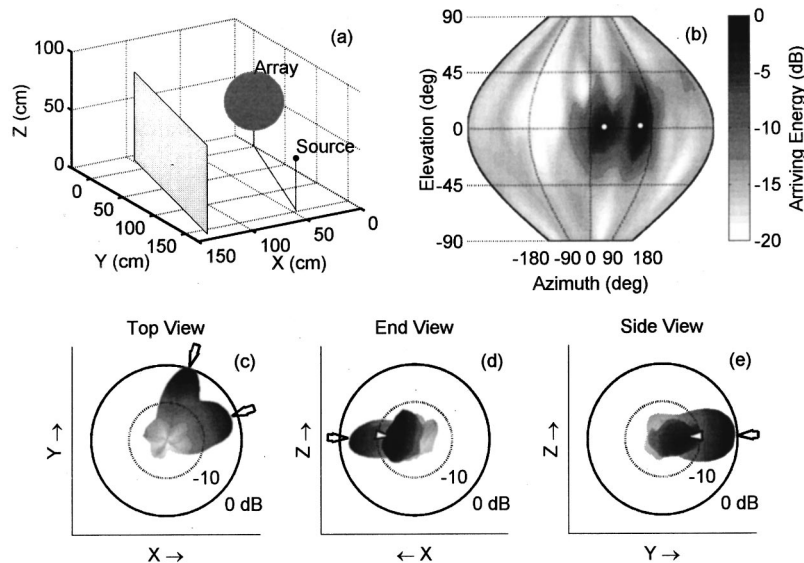 (a)
100
50
0
Z (cm)
Array
Source
0
50
100
150
Y (cm)
150
100
50
0
X (cm)
(b)
90
45
0
-45
-90
Elevation (deg)
-180
-90
0
90
180
Azimuth (deg)
0
-5
-10
-15
-20
Arriving Energy (dB)
Top View
(c)
-10
0 dB
Y →
X →
End View
(d)
-10
0 dB
Z →
← X
Side View
(e)
-10
0 dB
Z →
Y →